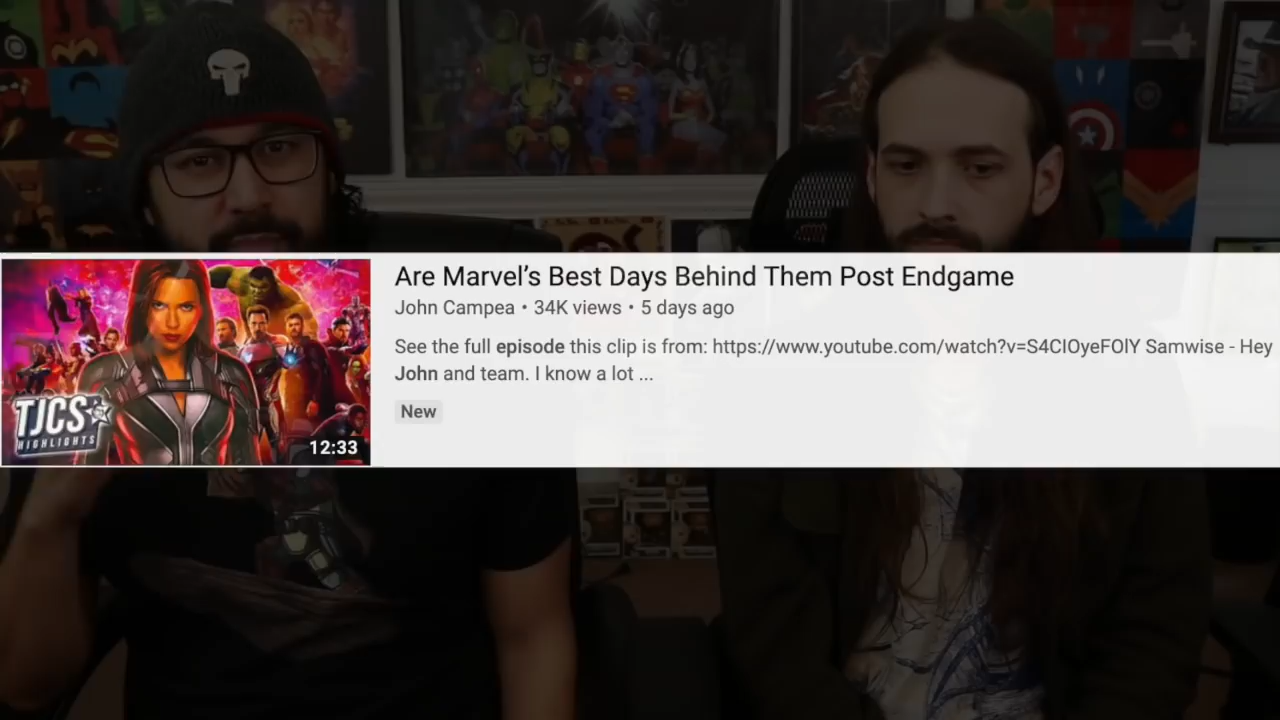 Are Marvel’s Best Days Behind Them Post Endgame
John Campea • 34K views • 5 days ago
See the full episode this clip is from: https://www.youtube.com/watch?v=S4CIOyeFOlY Samwise - Hey
John and team. I know a lot ...
New
TJCS
HIGHLIGHTS
12:33